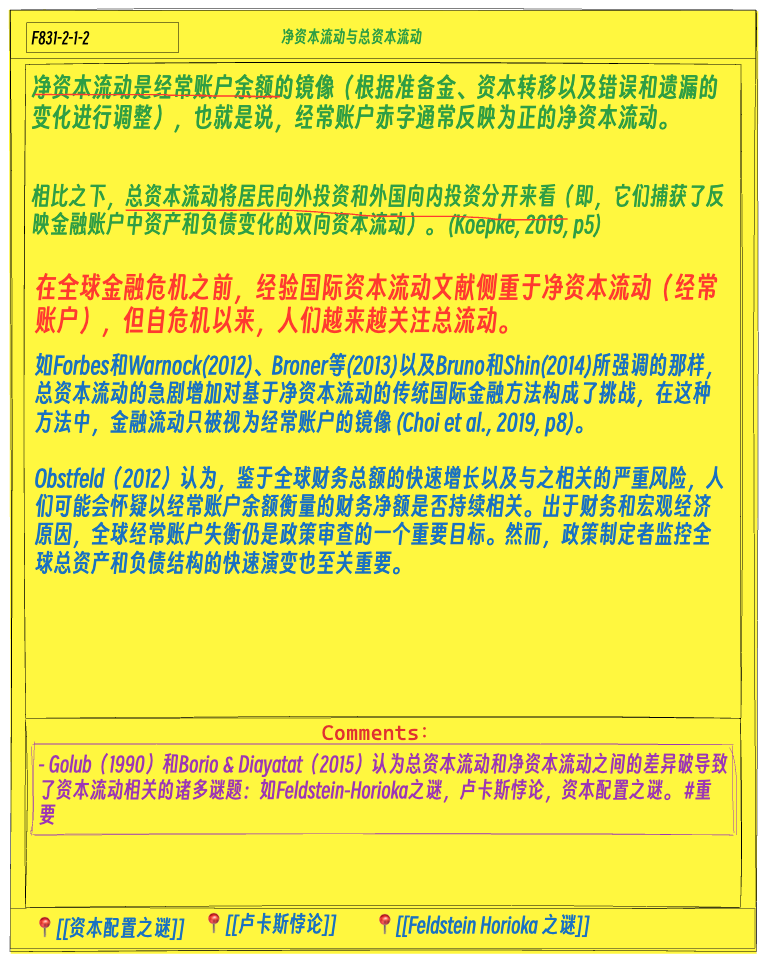 F831-2-1-2
净资本流动与总资本流动
净资本流动是经常账户余额的镜像（根据准备金、资本转移以及错误和遗漏的
变化进行调整），也就是说，经常账户赤字通常反映为正的净资本流动。
相比之下，总资本流动将居民向外投资和外国向内投资分开来看（即，它们捕获了反
映金融账户中资产和负债变化的双向资本流动）。(Koepke, 2019, p5)
在全球金融危机之前，经验国际资本流动文献侧重于净资本流动（经常
账户），但自危机以来，人们越来越关注总流动。
如Forbes和Warnock(2012)、Broner等(2013)以及Bruno和Shin(2014)所强调的那样，
总资本流动的急剧增加对基于净资本流动的传统国际金融方法构成了挑战，在这种
方法中，金融流动只被视为经常账户的镜像 (Choi et al., 2019, p8)。
Obstfeld（2012）认为，鉴于全球财务总额的快速增长以及与之相关的严重风险，人
们可能会怀疑以经常账户余额衡量的财务净额是否持续相关。出于财务和宏观经济
原因，全球经常账户失衡仍是政策审查的一个重要目标。然而，政策制定者监控全
球总资产和负债结构的快速演变也至关重要。
Comments:
- Golub（1990）和Borio & Diayatat（2015）认为总资本流动和净资本流动之间的差异破导致
了资本流动相关的诸多谜题：如Feldstein-Horioka之谜，卢卡斯悖论，资本配置之谜。 #重
要
📍[[资本配置之谜]] 📍[[卢卡斯悖论]] 📍[[Feldstein Horioka 之谜]]